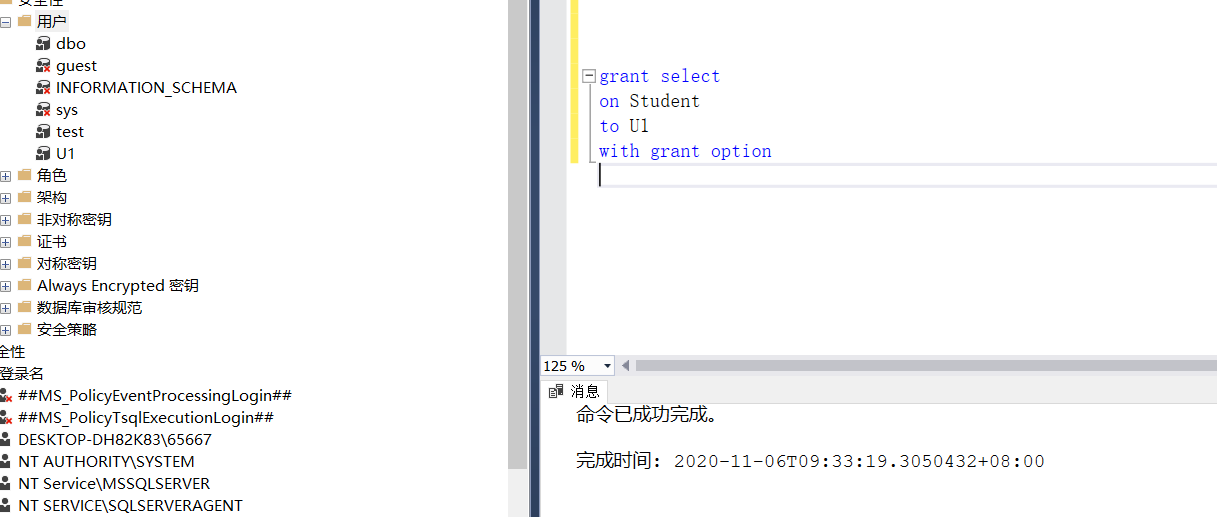 安全性
用户
dbo
guest
INFORMATION_SCHEMA
sys
test
U1
角色
架构
非对称密钥
证书
对称密钥
Always Encrypted 密钥
数据库审核规范
安全策略
全性
登录名
##MS_PolicyEventProcessingLogin##
##MS_PolicyTsqlExecutionLogin##
DESKTOP-DH82K83\65667
NT AUTHORITY\SYSTEM
NT Service\MSSQLSERVER
NT SERVICE\SQLSERVERAGENT
grant select
on Student
to U1
with grant option
125 %
消息
命令已成功完成。
完成时间: 2020-11-06T09:33:19.3050432+08:00